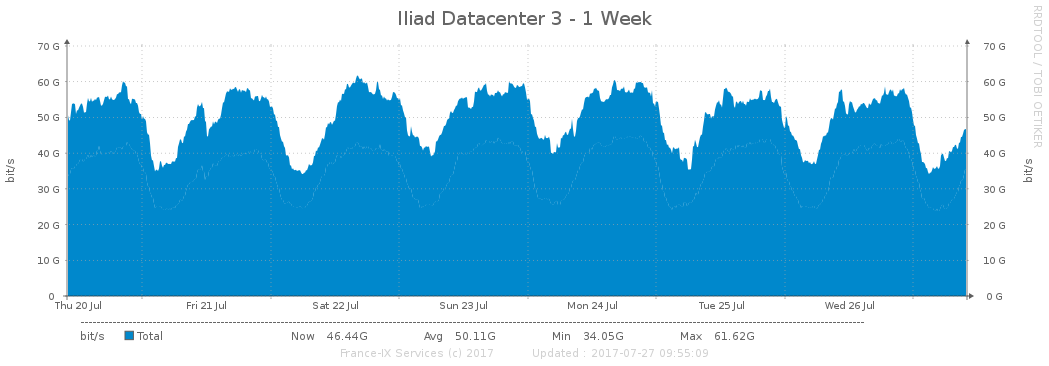 Iliad Datacenter 3 - 1 Week
RRDTOOL / TOBI OETIKER
70 G 70 G
60 G 60 G
50 G 50 G
40 G 40 G
30 G 30 G
20 G 20 G
10 G 10 G
0 0 G
bit/s bit/s
Thu 20 Jul Fri 21 Jul Sat 22 Jul Sun 23 Jul Mon 24 Jul Tue 25 Jul Wed 26 Jul
bit/s Total Now 46.44G Avg 50.11G Min 34.05G Max 61.62G
France-IX Services (c) 2017 Updated : 2017-07-27 09:55:09